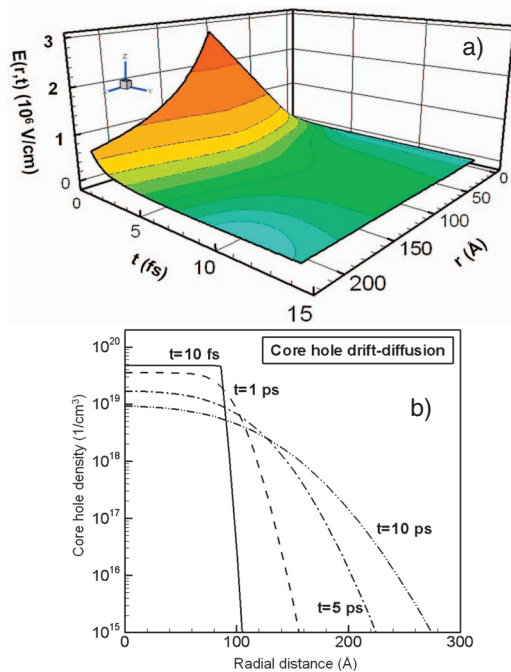 a)
E(r,t) (10⁶ V/cm)
3
2
1
0
Z
Y
0
5
10
15
t (fs)
0
50
100
150
200
r (Å)
b)
Core hole drift-diffusion
t=10 fs
t=1 ps
t=5 ps
t=10 ps
Core hole density (1/cm³)
10²⁰
10¹⁹
10¹⁸
10¹⁷
10¹⁶
10¹⁵
0
100
200
300
Radial distance (Å)